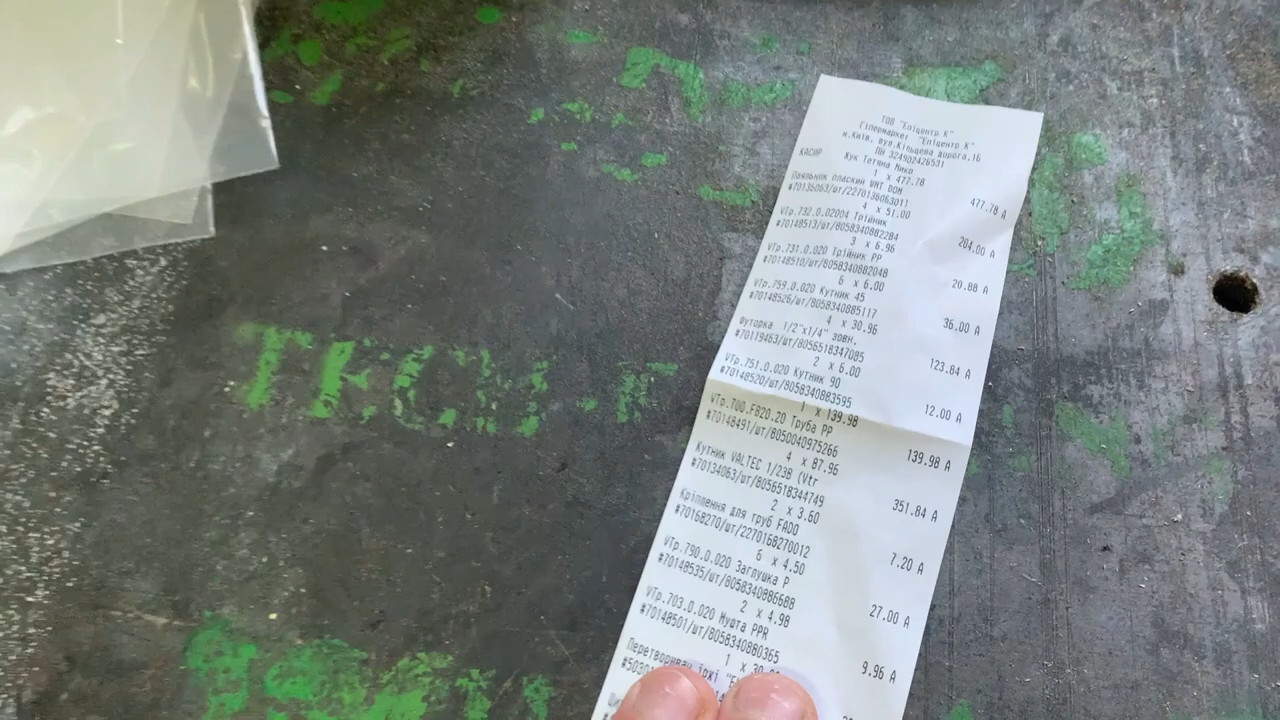 ТОВ "Епіцентр К"
Гіпермаркет "Епіцентр К"
м.Київ, вул.Кільцева дорога,16
ПН 324902426531
КАСИР Кук Тетяна Мико
1 x 477.78
Паяльник плаский WHT DOM
#70136063/шт/2270136063011 477.78 А
4 x 51.00
VTp.732.0.02004 Трійник
#70148513/шт/8058340882284 204.00 А
3 x 6.96
VTp.731.0.020 Трійник РР
#70148510/шт/8058340882048 20.88 А
6 x 6.00
VTp.759.0.020 Кутник 45
#70148526/шт/8058340885117 36.00 А
4 x 30.96
Футорка 1/2"x1/4" зовн.
#70119463/шт/8056518347085 123.84 А
2 x 6.00
VTp.751.0.020 Кутник 90
#70148520/шт/8058340883595 12.00 А
1 x 139.98
VTp.700.FB20.20 Труба РР
#70148491/шт/8050040975266 139.98 А
4 x 87.96
Кутник VALTEC 1/2ЗВ (Vtr
#70134063/шт/8056518344749 351.84 А
2 x 3.60
Кріплення для труб FADO
#70168270/шт/2270168270012 7.20 А
6 x 4.50
VTp.790.0.020 Заглушка Р
#70148535/шт/8058340886688 27.00 А
2 x 4.98
VTp.703.0.020 Муфта PPR
#70148501/шт/8058340880365 9.96 А
1 x